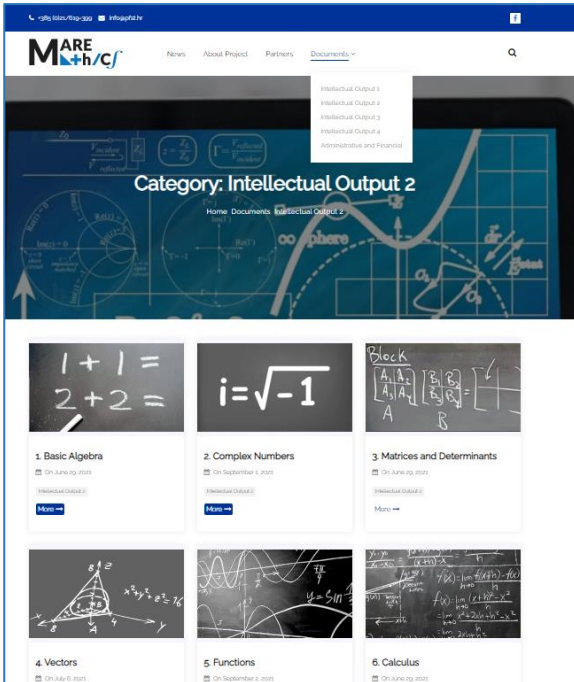 +385 (0)21/619-399 info@pfst.hr
MARE
M▲+h/C∫
News About Project Partners Documents
Intellectual Output 1
Intellectual Output 2
Intellectual Output 3
Intellectual Output 4
Administrative and Financial
Category: Intellectual Output 2
Home Documents Intellectual Output 2
1 + 1 =
2 + 2 =
i=√-1
Block
A B
1. Basic Algebra
On June 29, 2021
Intellectual Output 2
More →
2. Complex Numbers
On September 1, 2021
Intellectual Output 2
More →
3. Matrices and Determinants
On June 29, 2021
Intellectual Output 2
More →
x²+y²+z²=16
4. Vectors
On July 6, 2021
5. Functions
On September 2, 2021
6. Calculus
On June 29, 2021